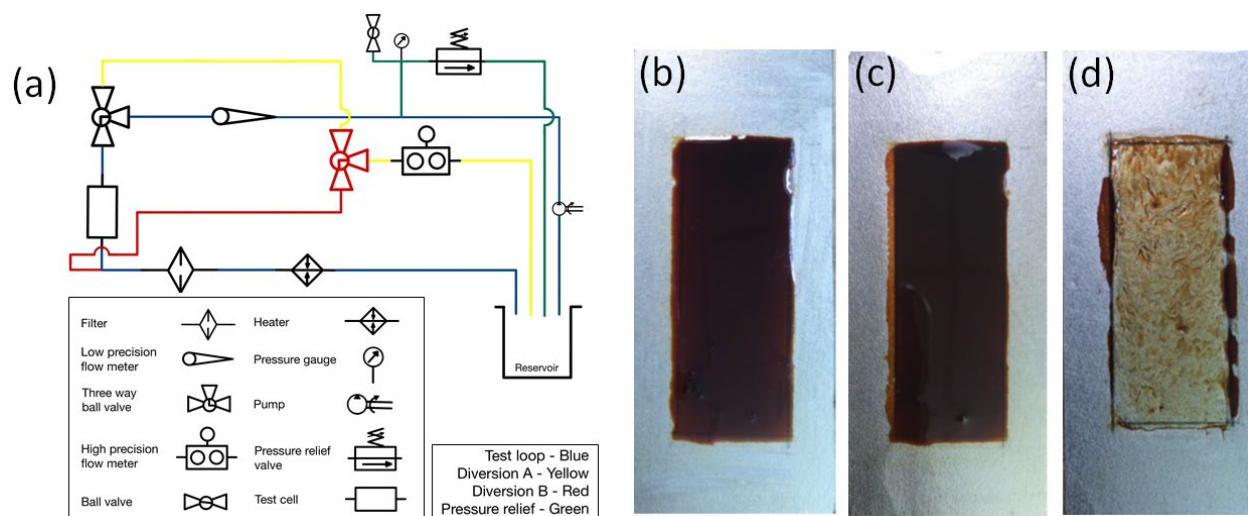 (a)
(b)
(c)
(d)
Reservoir
Filter
Heater
Low precision
flow meter
Pressure gauge
Three way
ball valve
Pump
High precision
flow meter
Pressure relief
valve
Ball valve
Test cell
Test loop - Blue
Diversion A - Yellow
Diversion B - Red
Pressure relief - Green